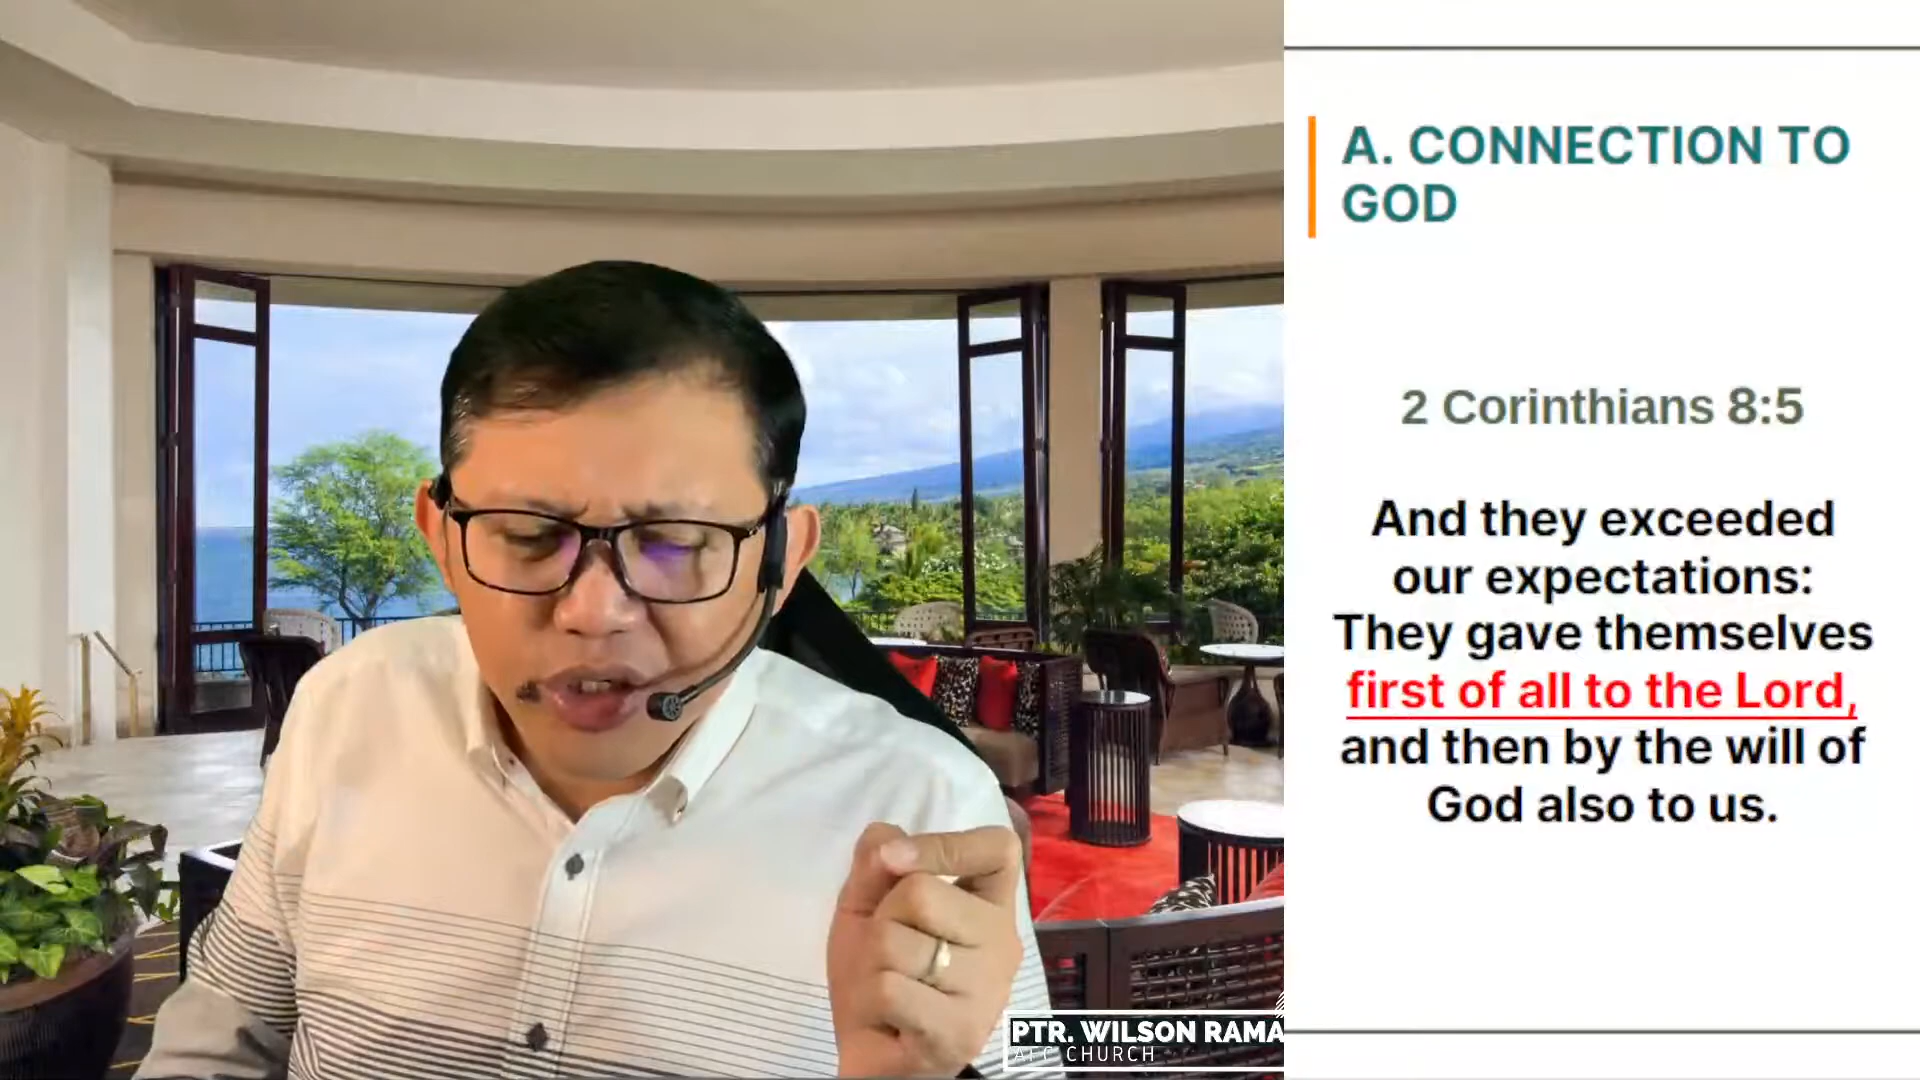 A. CONNECTION TO
GOD
2 Corinthians 8:5
And they exceeded
our expectations:
They gave themselves
first of all to the Lord,
and then by the will of
God also to us.
PTR. WILSON RAMA
AFC CHURCH